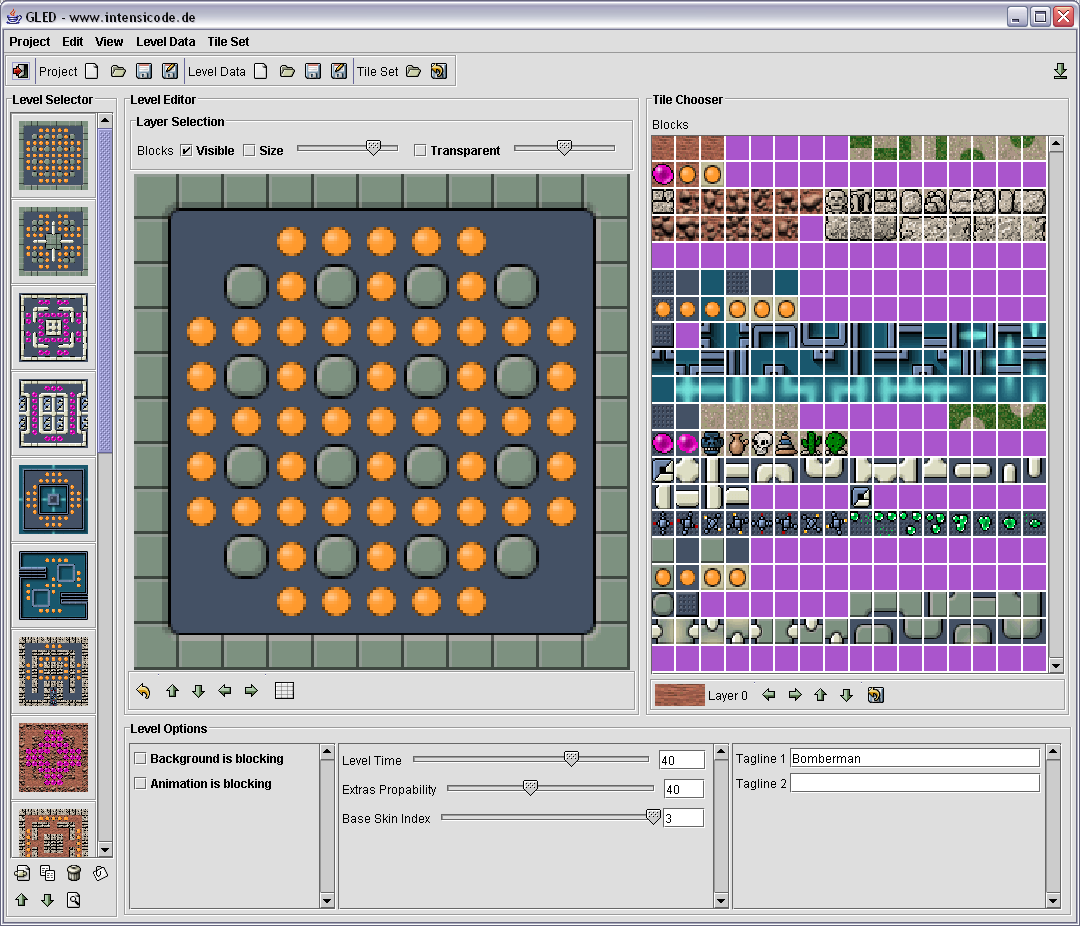 GLED - www.intensicode.de
Project Edit View Level Data Tile Set
Project Level Data Tile Set
Level Selector
Level Editor
Layer Selection
Blocks Visible Size Transparent
Tile Chooser
Blocks
Layer 0
Level Options
Background is blocking
Animation is blocking
Level Time 40
Extras Propability 40
Base Skin Index 3
Tagline 1 Bomberman
Tagline 2